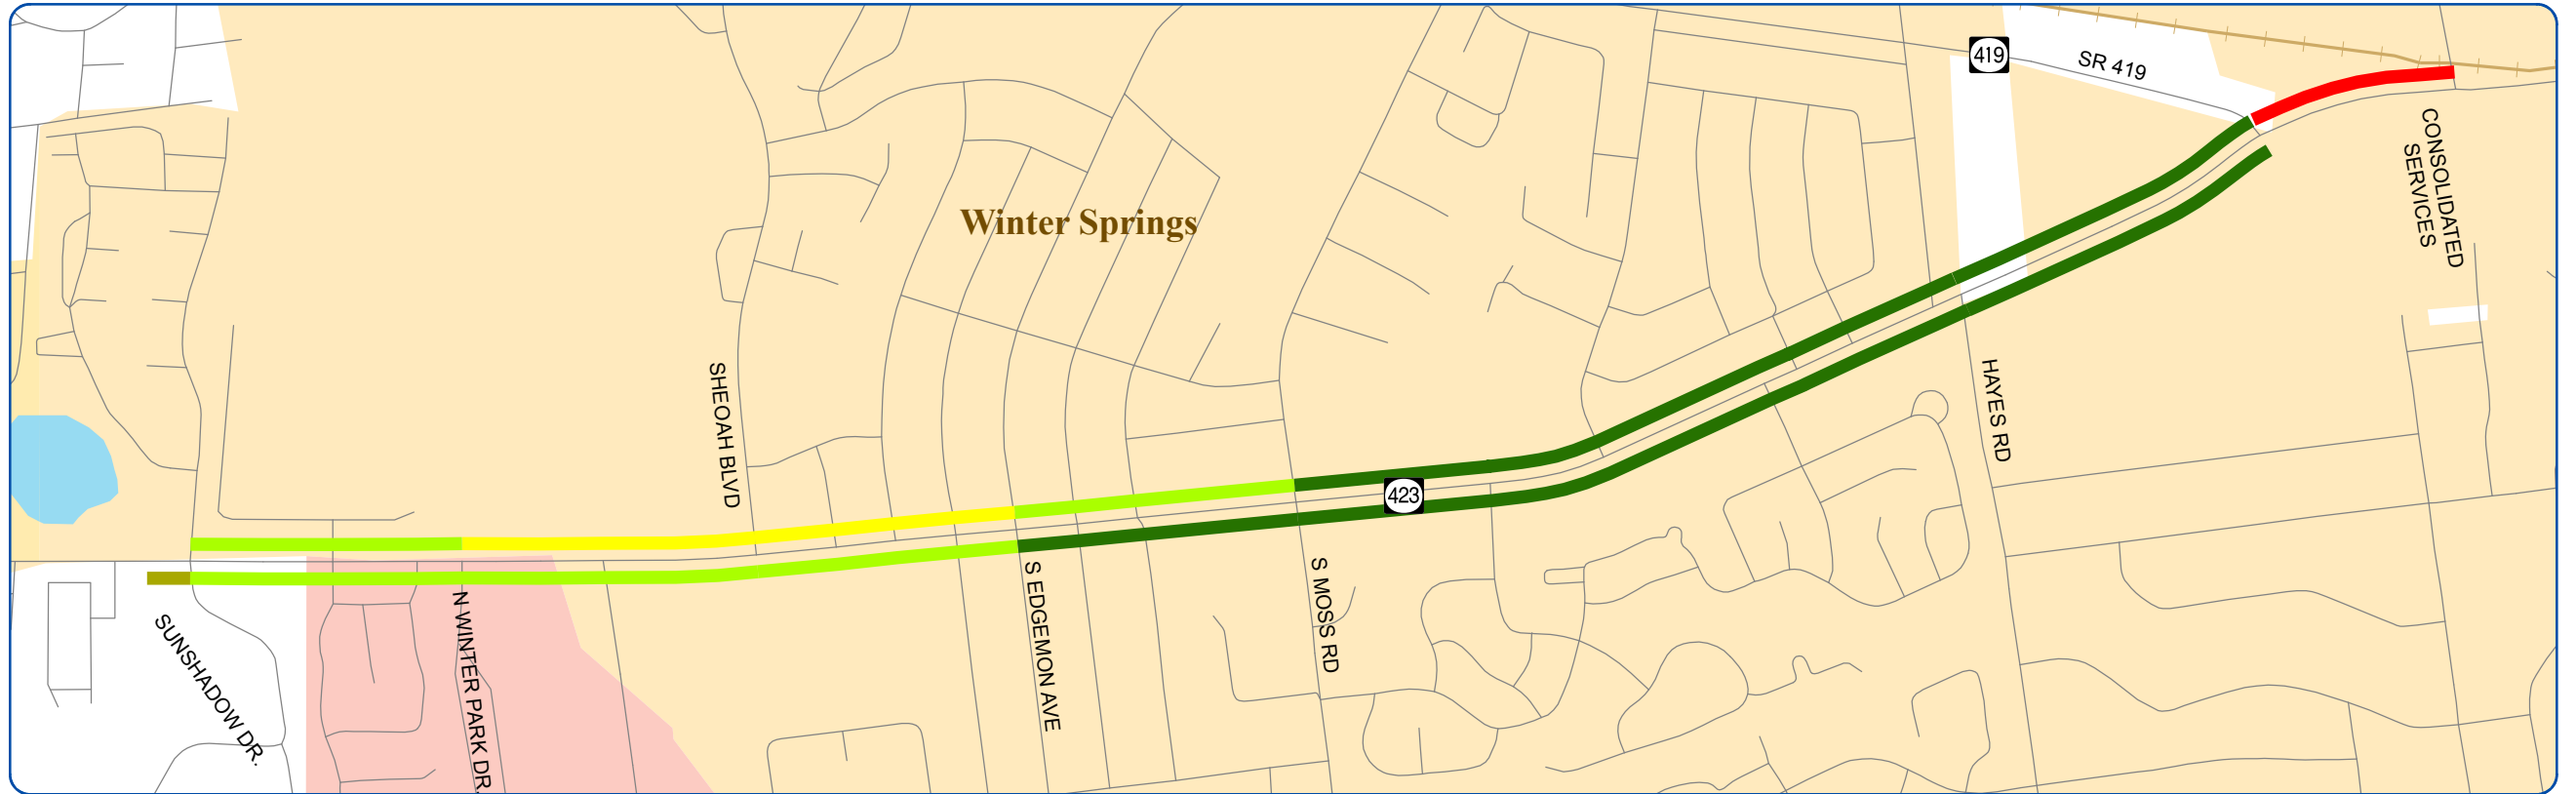 419
SR 419
CONSOLIDATED
SERVICES
Winter Springs
SHEOAH BLVD
HAYES RD
423
S EDGEMON AVE
S MOSS RD
N WINTER PARK DR.
SUNSHADOW DR.